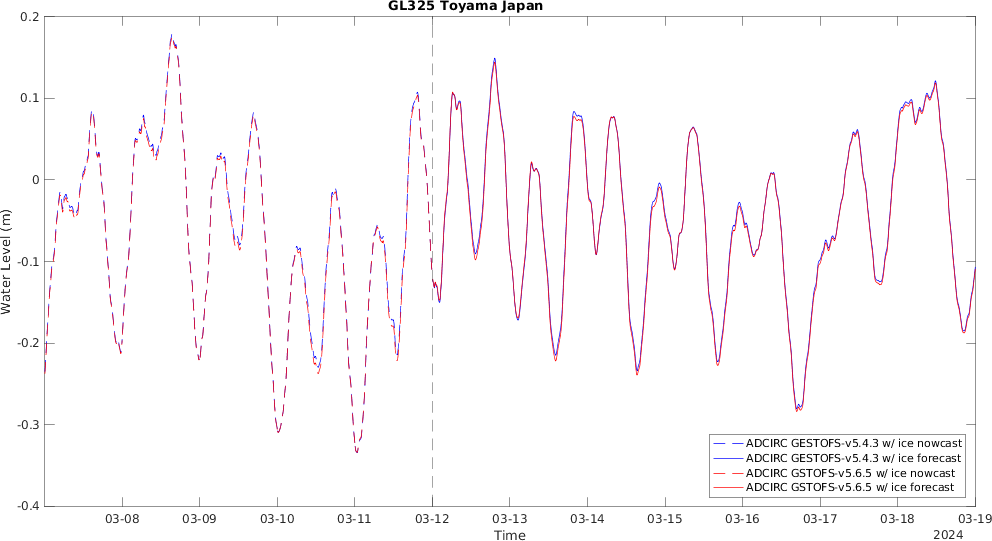 GL325 Toyama Japan
0.2
0.1
0
-0.1
-0.2
-0.3
-0.4
Water Level (m)
ADCIRC GESTOFS-v5.4.3 w/ ice nowcast
ADCIRC GESTOFS-v5.4.3 w/ ice forecast
ADCIRC GSTOFS-v5.6.5 w/ ice nowcast
ADCIRC GSTOFS-v5.6.5 w/ ice forecast
03-08 03-09 03-10 03-11 03-12 03-13 03-14 03-15 03-16 03-17 03-18 03-19
Time
2024